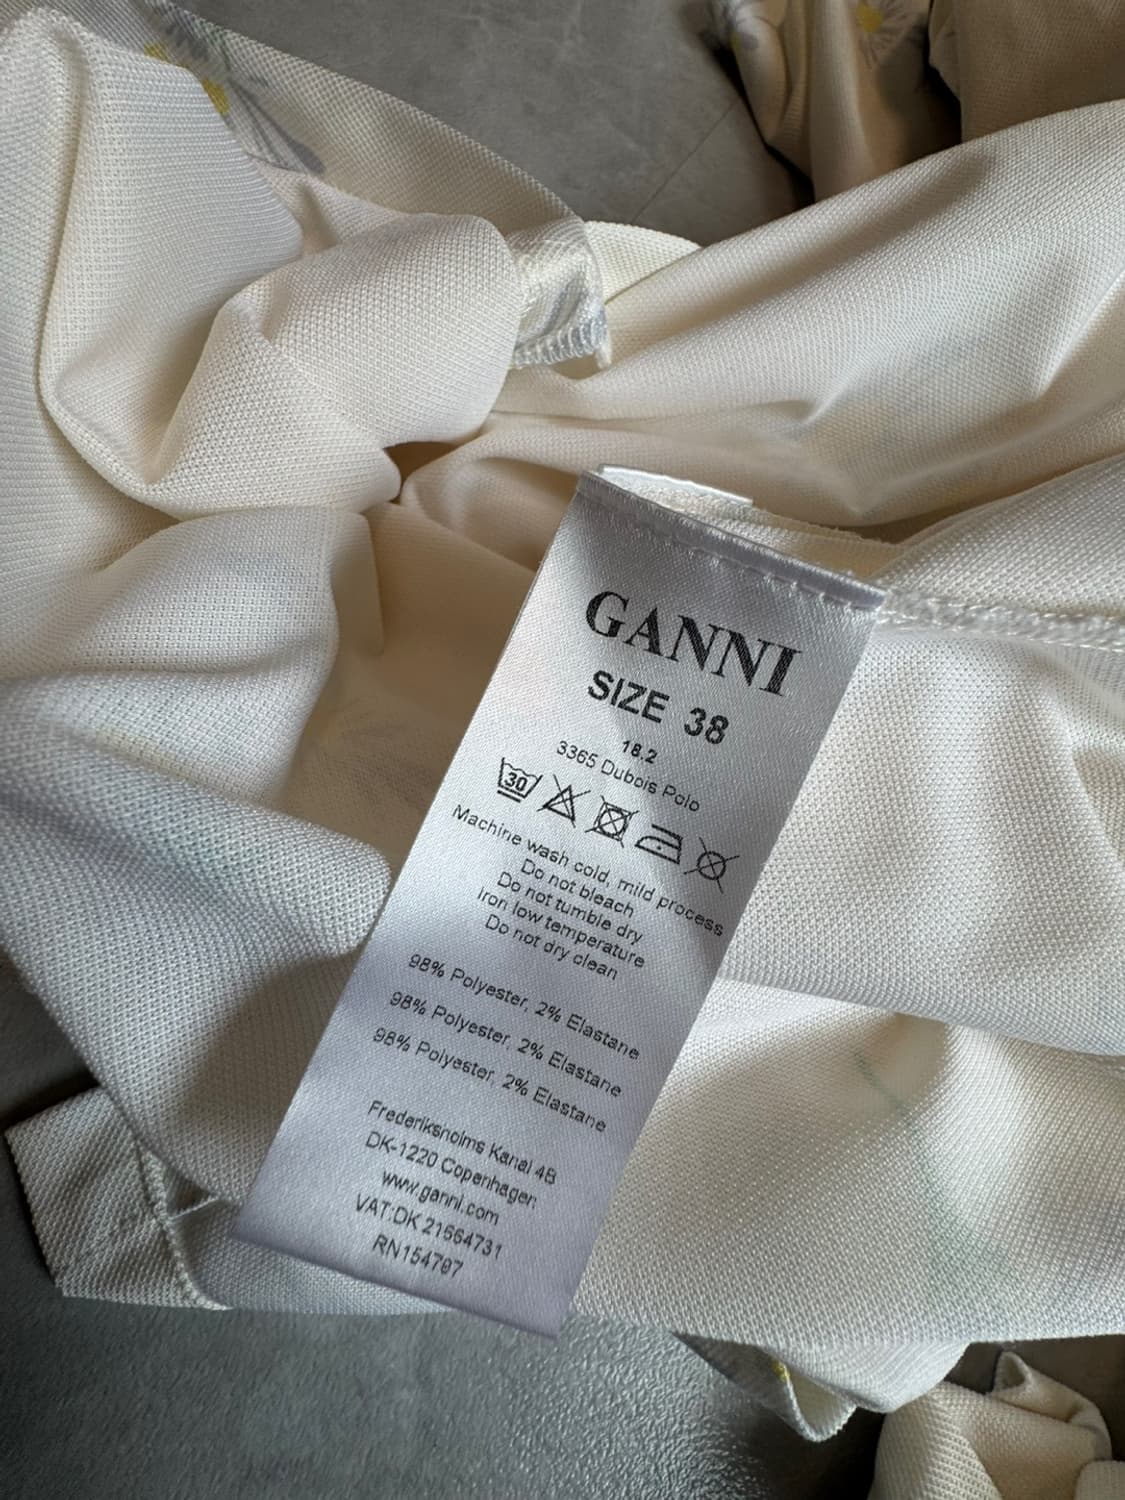 GANNI
SIZE 38
18.2
3365 Dubois Polo
30
Machine wash cold, mild process
Do not bleach
Do not tumble dry
Iron low temperature
Do not dry clean
98% Polyester, 2% Elastane
98% Polyester, 2% Elastane
98% Polyester, 2% Elastane
Frederiksholms Kanal 4B
DK-1220 Copenhagen
www.ganni.com
VAT:DK 21664731
RN154797